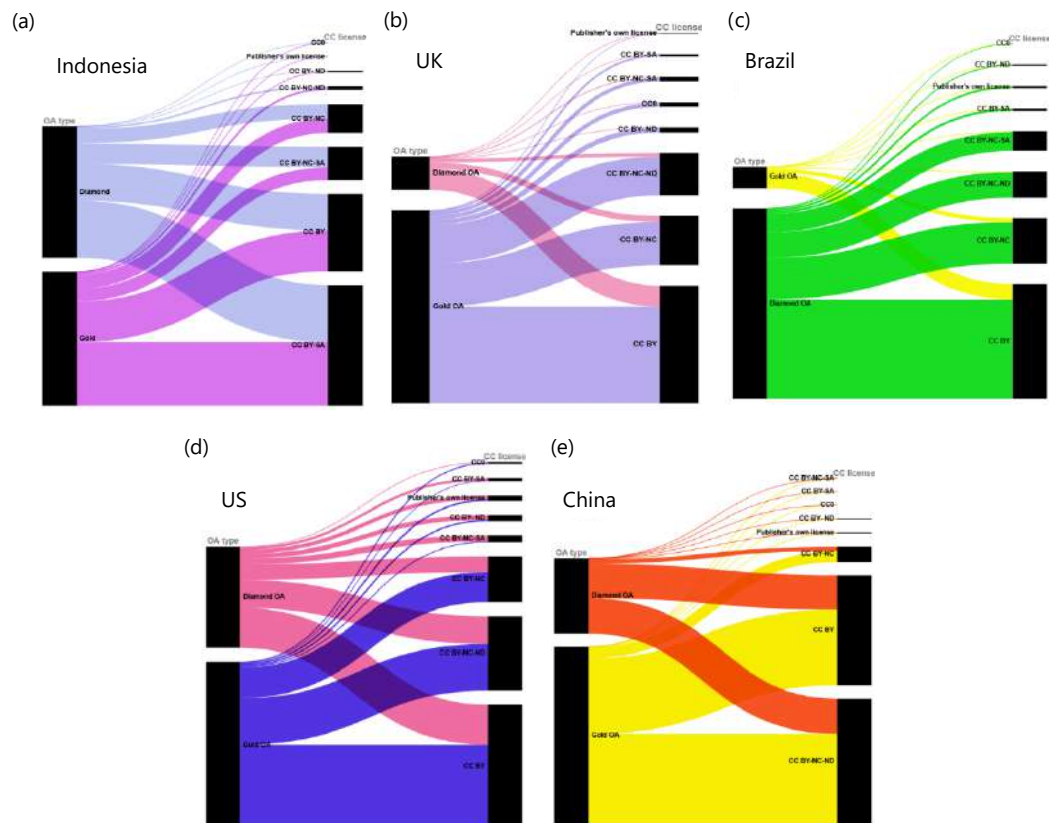 (a)
Indonesia
CC license
CC0
Publisher's own license
CC BY-ND
CC BY-NC-ND
CC BY-NC
OA type
CC BY-NC-SA
Diamond
CC BY
Gold
CC BY-SA
(b)
UK
CC license
Publisher's own license
CC BY-SA
CC BY-NC-SA
CC0
CC BY-ND
OA type
CC BY-NC-ND
Diamond OA
CC BY-NC
Gold OA
CC BY
(c)
Brazil
CC license
CC0
CC BY-ND
Publisher's own license
CC BY-SA
CC BY-NC-SA
OA type
Gold OA
CC BY-NC-ND
CC BY-NC
Diamond OA
CC BY
(d)
US
CC license
CC0
CC BY-SA
Publisher's own license
CC BY-ND
CC BY-NC-SA
OA type
CC BY-NC
Diamond OA
CC BY-NC-ND
Gold OA
CC BY
(e)
China
CC license
CC BY-NC-SA
CC BY-SA
CC0
CC BY-ND
Publisher's own license
OA type
CC BY-NC
Diamond OA
CC BY
Gold OA
CC BY-NC-ND